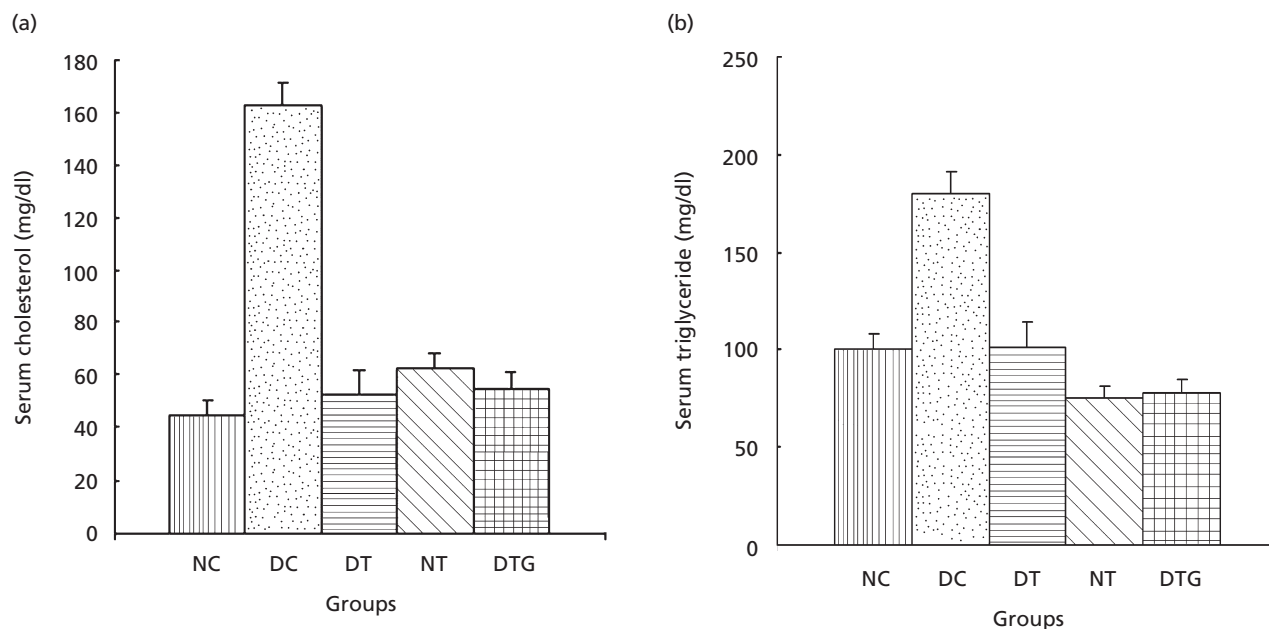 (a)
Serum cholesterol (mg/dl)
180
160
140
120
100
80
60
40
20
0
NC DC DT NT DTG
Groups
(b)
Serum triglyceride (mg/dl)
250
200
150
100
50
0
NC DC DT NT DTG
Groups